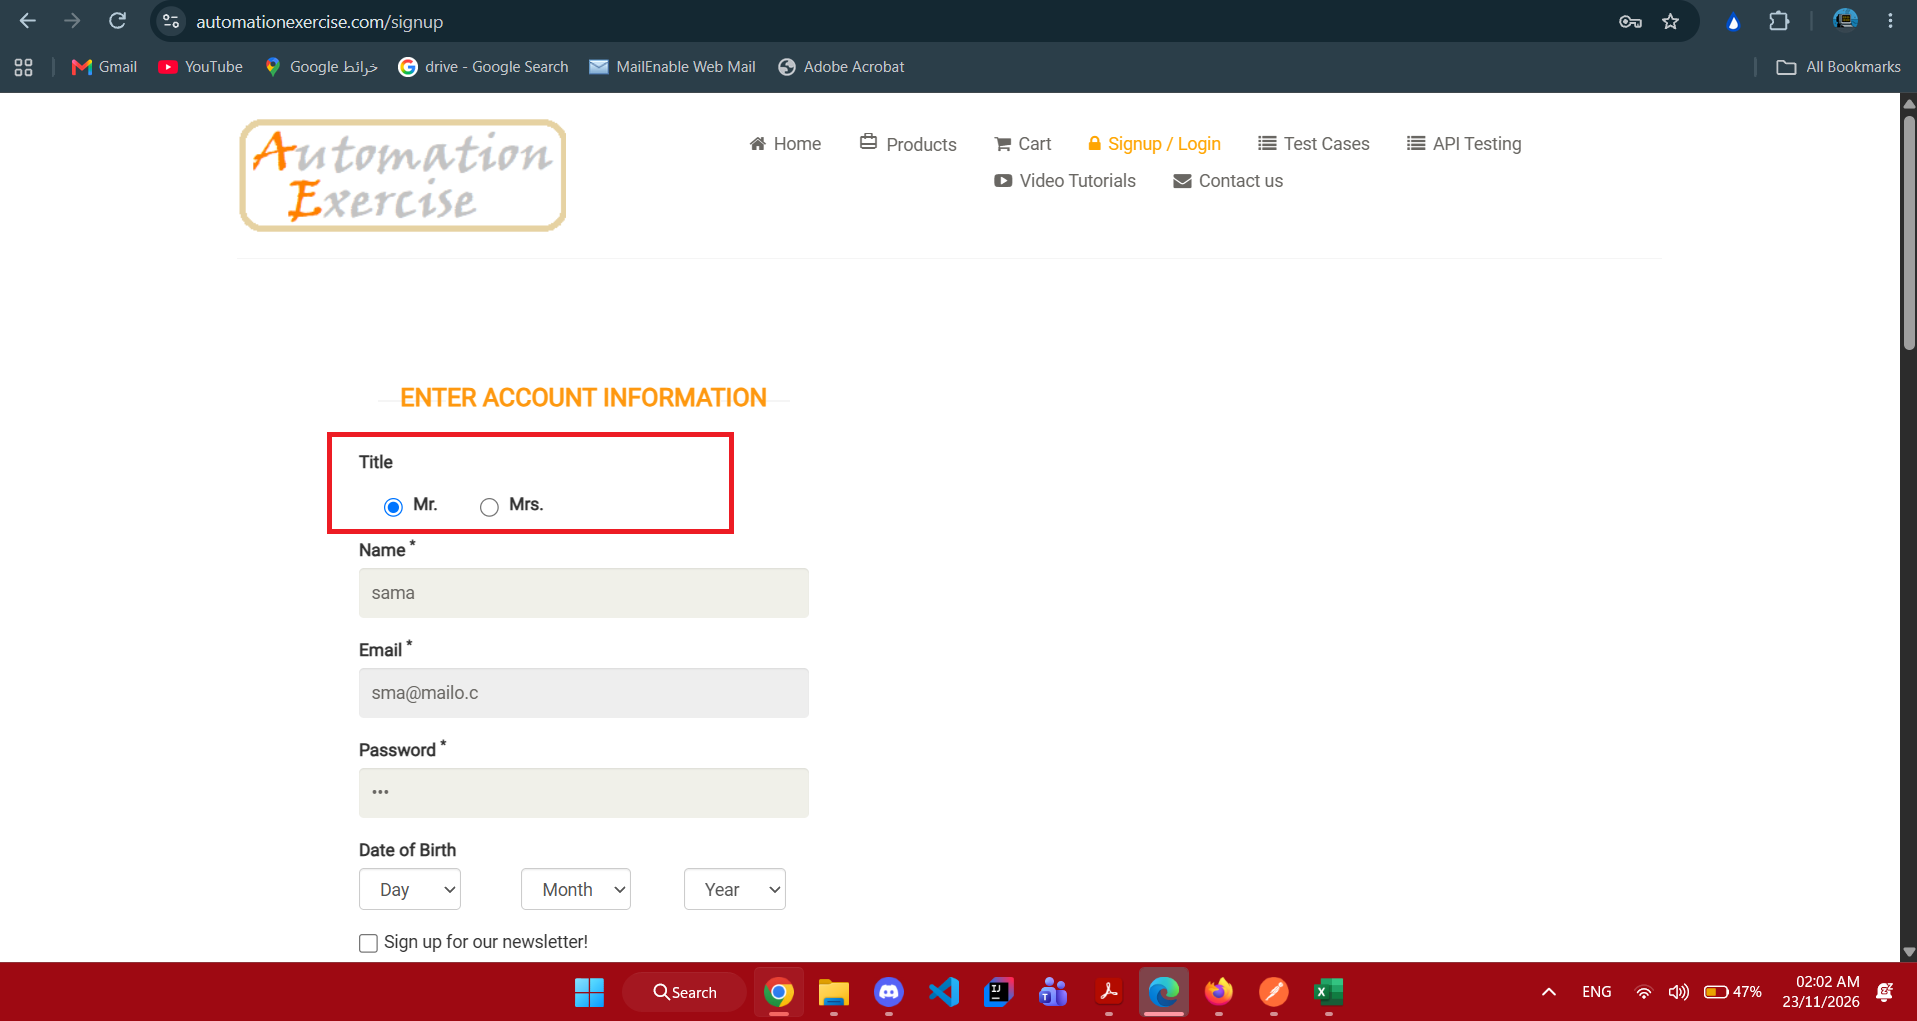 automationexercise.com/signup
Gmail
YouTube
خرائط Google
drive - Google Search
MailEnable Web Mail
Adobe Acrobat
All Bookmarks
Automation
Exercise
Home
Products
Cart
Signup / Login
Test Cases
API Testing
Video Tutorials
Contact us
ENTER ACCOUNT INFORMATION
Title
Mr.
Mrs.
Name *
sama
Email *
sma@mailo.c
Password *
•••
Date of Birth
Day
Month
Year
Sign up for our newsletter!
Search
ENG
47%
02:02 AM
23/11/2026